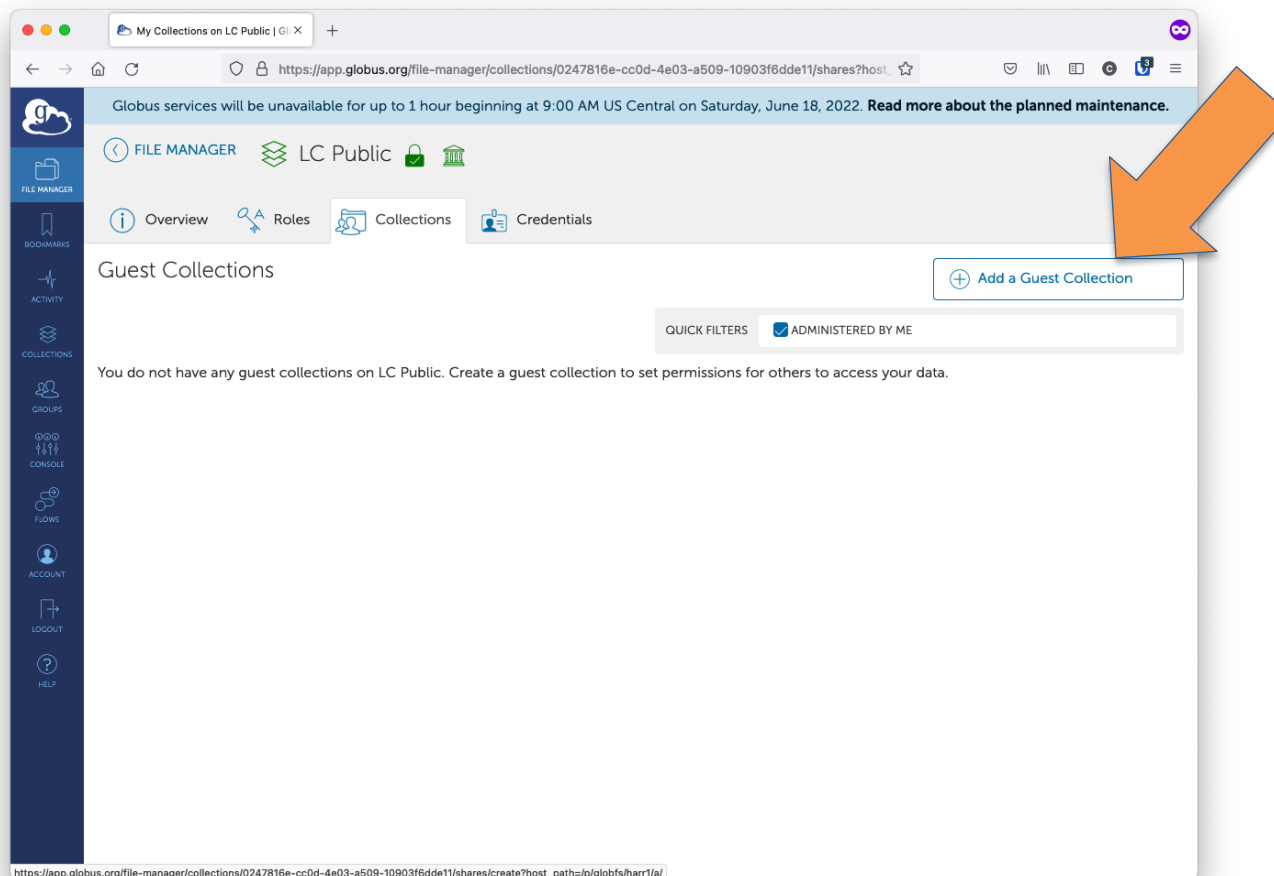 My Collections on LC Public | Gl
https://app.globus.org/file-manager/collections/0247816e-cc0d-4e03-a509-10903f6dde11/shares?host_
3
Globus services will be unavailable for up to 1 hour beginning at 9:00 AM US Central on Saturday, June 18, 2022. Read more about the planned maintenance.
FILE MANAGER
LC Public
Overview
Roles
Collections
Credentials
FILE MANAGER
BOOKMARKS
ACTIVITY
COLLECTIONS
GROUPS
CONSOLE
FLOWS
ACCOUNT
LOGOUT
HELP
Guest Collections
Add a Guest Collection
QUICK FILTERS
ADMINISTERED BY ME
You do not have any guest collections on LC Public. Create a guest collection to set permissions for others to access your data.
https://app.globus.org/file-manager/collections/0247816e-cc0d-4e03-a509-10903f6dde11/shares/create?host_path=/p/globfs/harr1/a/